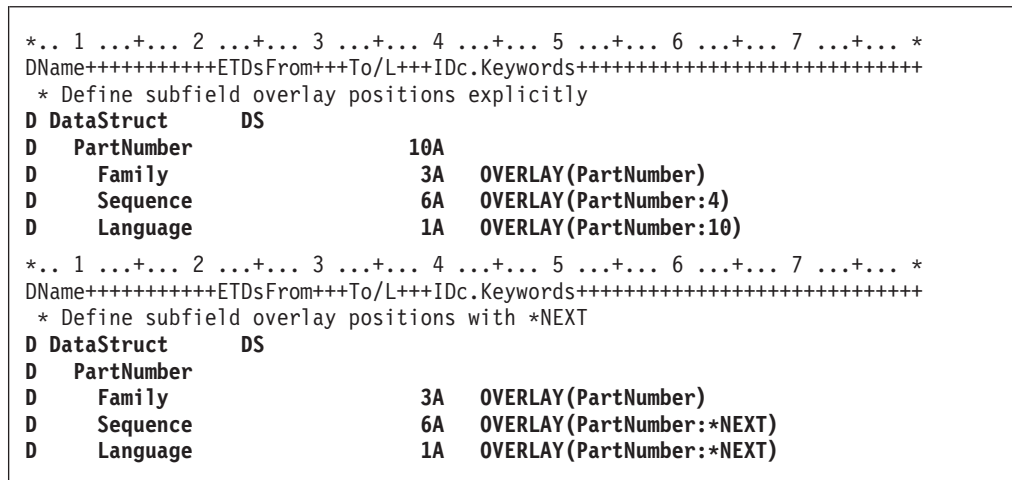 *.. 1 ...+... 2 ...+... 3 ...+... 4 ...+... 5 ...+... 6 ...+... 7 ...+... *
DName+++++++++++ETDsFrom+++To/L+++IDc.Keywords+++++++++++++++++++++++++++++
 * Define subfield overlay positions explicitly
D DataStruct      DS
D   PartNumber                  10A
D     Family                     3A   OVERLAY(PartNumber)
D     Sequence                   6A   OVERLAY(PartNumber:4)
D     Language                   1A   OVERLAY(PartNumber:10)
*.. 1 ...+... 2 ...+... 3 ...+... 4 ...+... 5 ...+... 6 ...+... 7 ...+... *
DName+++++++++++ETDsFrom+++To/L+++IDc.Keywords+++++++++++++++++++++++++++++
 * Define subfield overlay positions with *NEXT
D DataStruct      DS
D   PartNumber
D     Family                     3A   OVERLAY(PartNumber)
D     Sequence                   6A   OVERLAY(PartNumber:*NEXT)
D     Language                   1A   OVERLAY(PartNumber:*NEXT)